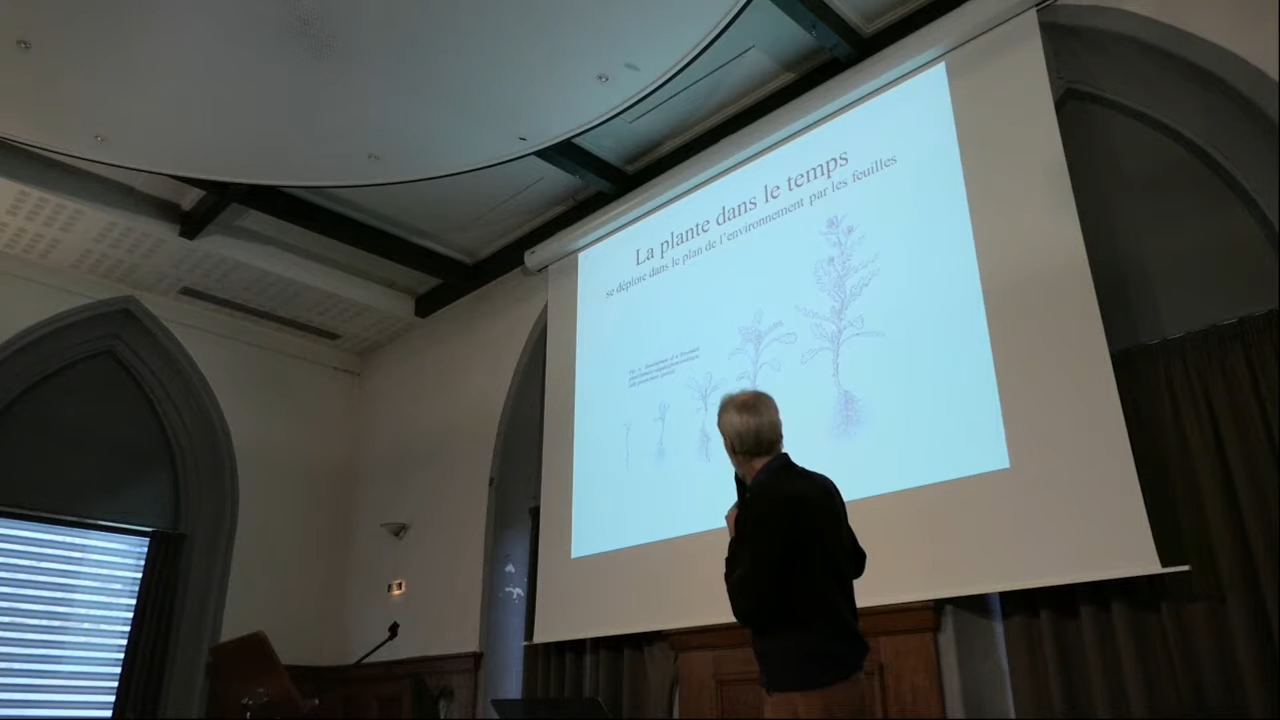 La plante dans le temps
se déploie dans le plan de l'environnement par les feuilles